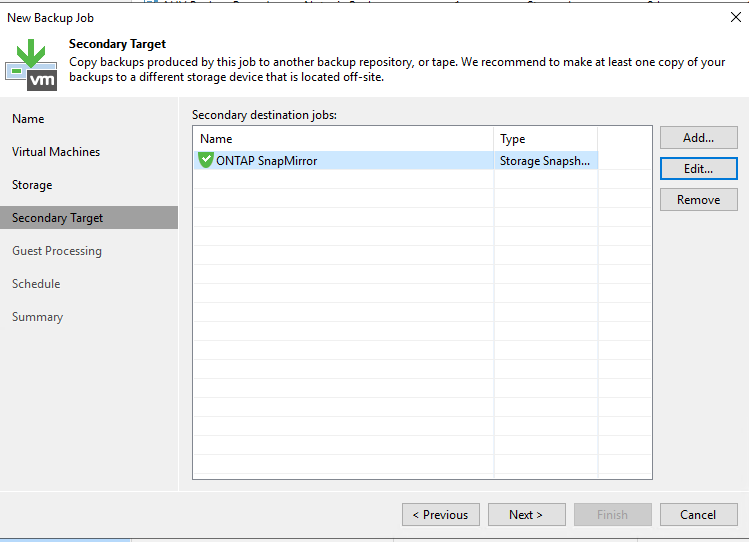 New Backup Job
vm
Secondary Target
Copy backups produced by this job to another backup repository, or tape. We recommend to make at least one copy of your
backups to a different storage device that is located off-site.
Name
Virtual Machines
Storage
Secondary Target
Guest Processing
Schedule
Summary
Secondary destination jobs:
Name Type
ONTAP SnapMirror Storage Snapsh...
Add...
Edit...
Remove
< Previous Next > Finish Cancel